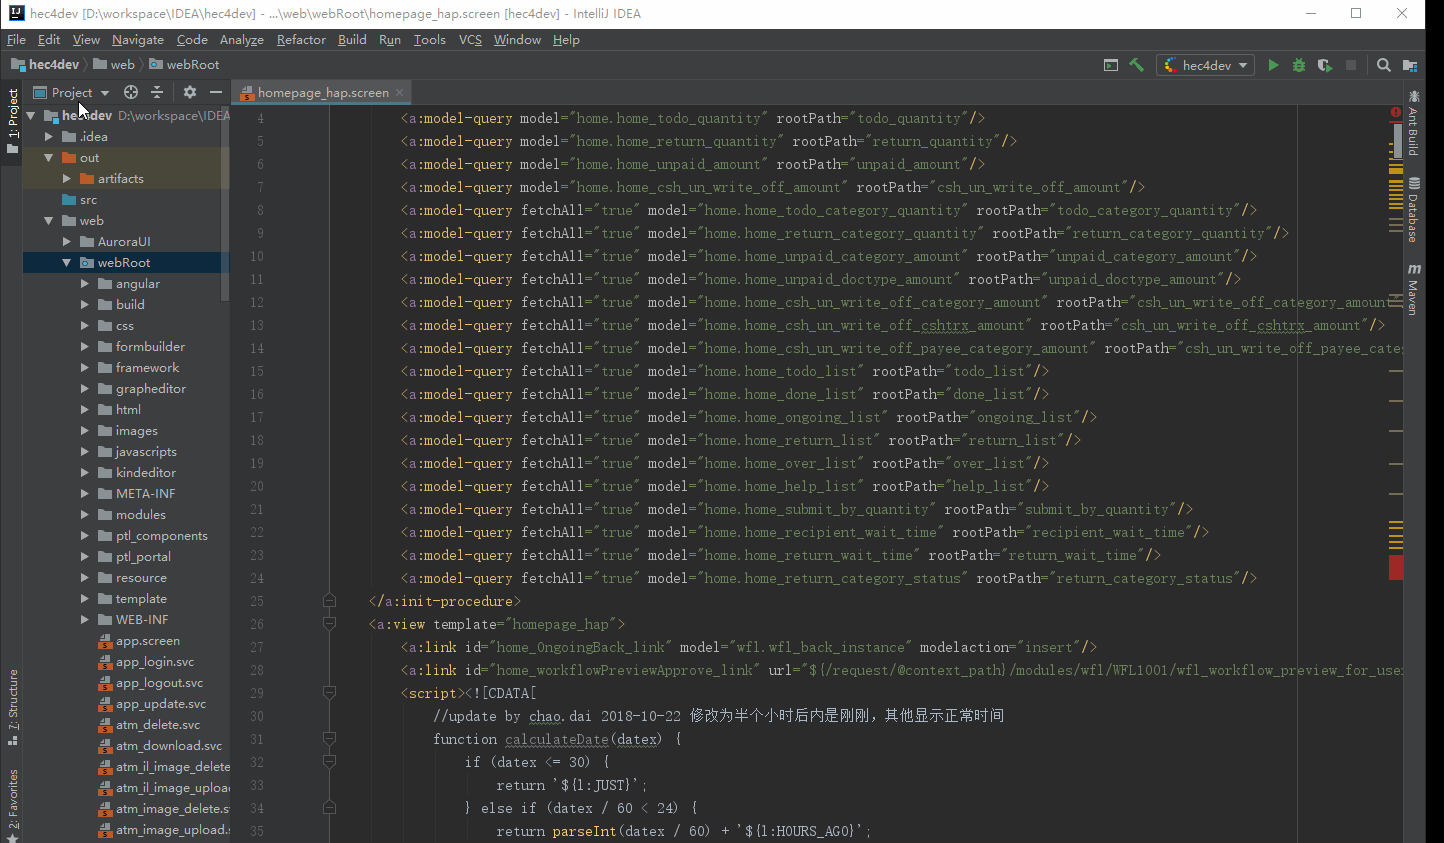 hec4dev [D:\workspace\IDEA\hec4dev] - ...\web\webRoot\homepage_hap.screen [hec4dev] - IntelliJ IDEA
File Edit View Navigate Code Analyze Refactor Build Run Tools VCS Window Help
hec4dev web webRoot
hec4dev
1: Project
Project
homepage_hap.screen
hec4dev D:\workspace\IDEA
.idea
out
artifacts
src
web
AuroraUI
webRoot
angular
build
css
formbuilder
framework
grapheditor
html
images
javascripts
kindeditor
META-INF
modules
ptl_components
ptl_portal
resource
template
WEB-INF
app.screen
app_login.svc
app_logout.svc
app_update.svc
atm_delete.svc
atm_download.svc
atm_il_image_delete
atm_il_image_uploa
atm_image_delete.s
atm_image_upload.s
7: Structure
2: Favorites
4 <a:model-query model="home.home_todo_quantity" rootPath="todo_quantity"/>
5 <a:model-query model="home.home_return_quantity" rootPath="return_quantity"/>
6 <a:model-query model="home.home_unpaid_amount" rootPath="unpaid_amount"/>
7 <a:model-query model="home.home_csh_un_write_off_amount" rootPath="csh_un_write_off_amount"/>
8 <a:model-query fetchAll="true" model="home.home_todo_category_quantity" rootPath="todo_category_quantity"/>
9 <a:model-query fetchAll="true" model="home.home_return_category_quantity" rootPath="return_category_quantity"/>
10 <a:model-query fetchAll="true" model="home.home_unpaid_category_amount" rootPath="unpaid_category_amount"/>
11 <a:model-query fetchAll="true" model="home.home_unpaid_doctype_amount" rootPath="unpaid_doctype_amount"/>
12 <a:model-query fetchAll="true" model="home.home_csh_un_write_off_category_amount" rootPath="csh_un_write_off_category_amount"
13 <a:model-query fetchAll="true" model="home.home_csh_un_write_off_cshtrx_amount" rootPath="csh_un_write_off_cshtrx_amount"/>
14 <a:model-query fetchAll="true" model="home.home_csh_un_write_off_payee_category_amount" rootPath="csh_un_write_off_payee_cate
15 <a:model-query fetchAll="true" model="home.home_todo_list" rootPath="todo_list"/>
16 <a:model-query fetchAll="true" model="home.home_done_list" rootPath="done_list"/>
17 <a:model-query fetchAll="true" model="home.home_ongoing_list" rootPath="ongoing_list"/>
18 <a:model-query fetchAll="true" model="home.home_return_list" rootPath="return_list"/>
19 <a:model-query fetchAll="true" model="home.home_over_list" rootPath="over_list"/>
20 <a:model-query fetchAll="true" model="home.home_help_list" rootPath="help_list"/>
21 <a:model-query fetchAll="true" model="home.home_submit_by_quantity" rootPath="submit_by_quantity"/>
22 <a:model-query fetchAll="true" model="home.home_recipient_wait_time" rootPath="recipient_wait_time"/>
23 <a:model-query fetchAll="true" model="home.home_return_wait_time" rootPath="return_wait_time"/>
24 <a:model-query fetchAll="true" model="home.home_return_category_status" rootPath="return_category_status"/>
25 </a:init-procedure>
26 <a:view template="homepage_hap">
27 <a:link id="home_OngoingBack_link" model="wfl.wfl_back_instance" modelaction="insert"/>
28 <a:link id="home_workflowPreviewApprove_link" url="${/request/@context_path}/modules/wfl/WFL1001/wfl_workflow_preview_for_use
29 <script><![CDATA[
30 //update by chao.dai 2018-10-22 修改为半个小时后内是刚刚，其他显示正常时间
31 function calculateDate(datex) {
32 if (datex <= 30) {
33 return '${l:JUST}';
34 } else if (datex / 60 < 24) {
35 return parseInt(datex / 60) + '${l:HOURS_AGO}';
Ant Build
Database
Maven